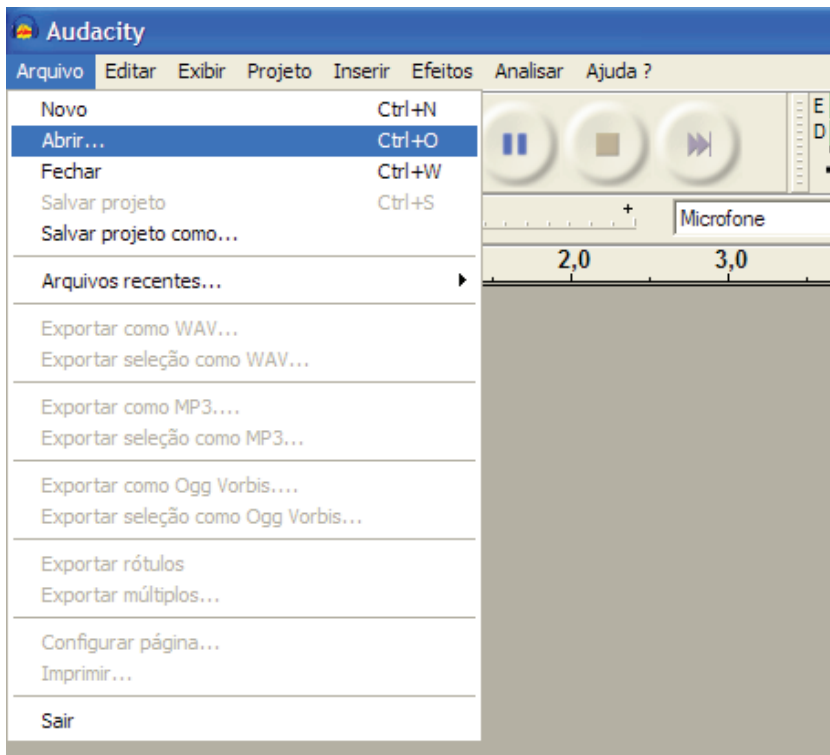 Audacity
Arquivo Editar Exibir Projeto Inserir Efeitos Analisar Ajuda ?
Novo Ctrl+N
Abrir... Ctrl+O
Fechar Ctrl+W
Salvar projeto Ctrl+S
Salvar projeto como...
Arquivos recentes...
Exportar como WAV...
Exportar seleção como WAV...
Exportar como MP3....
Exportar seleção como MP3...
Exportar como Ogg Vorbis....
Exportar seleção como Ogg Vorbis...
Exportar rótulos
Exportar múltiplos...
Configurar página...
Imprimir...
Sair
E
D
+
Microfone
2,0 3,0